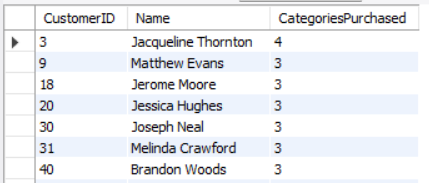 CustomerID Name CategoriesPurchased
3 Jacqueline Thornton 4
9 Matthew Evans 3
18 Jerome Moore 3
20 Jessica Hughes 3
30 Joseph Neal 3
31 Melinda Crawford 3
40 Brandon Woods 3